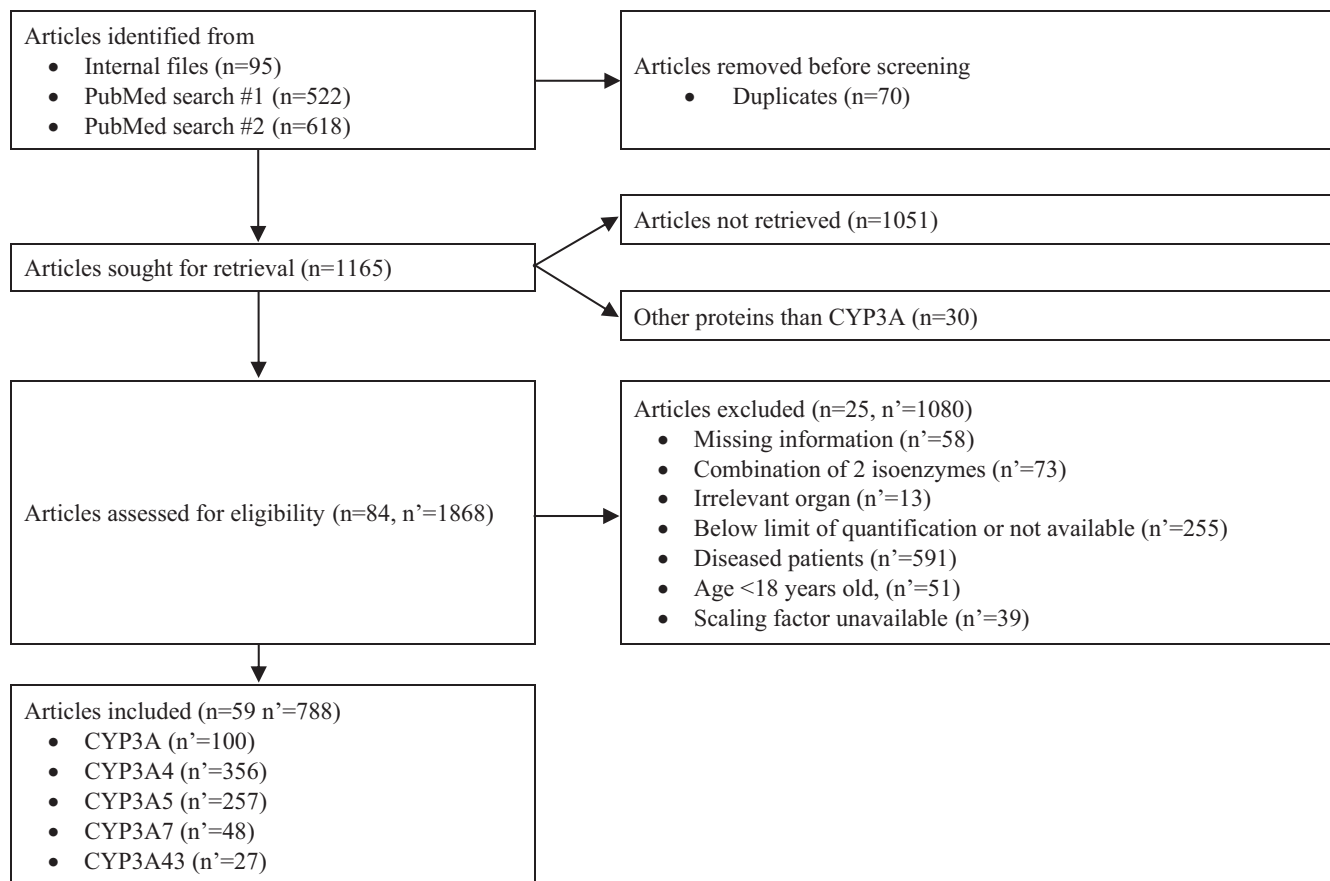 Articles identified from
• Internal files (n=95)
• PubMed search #1 (n=522)
• PubMed search #2 (n=618)
Articles removed before screening
• Duplicates (n=70)
Articles sought for retrieval (n=1165)
Articles not retrieved (n=1051)
Other proteins than CYP3A (n=30)
Articles assessed for eligibility (n=84, n’=1868)
Articles excluded (n=25, n’=1080)
• Missing information (n’=58)
• Combination of 2 isoenzymes (n’=73)
• Irrelevant organ (n’=13)
• Below limit of quantification or not available (n’=255)
• Diseased patients (n’=591)
• Age <18 years old, (n’=51)
• Scaling factor unavailable (n’=39)
Articles included (n=59 n’=788)
• CYP3A (n’=100)
• CYP3A4 (n’=356)
• CYP3A5 (n’=257)
• CYP3A7 (n’=48)
• CYP3A43 (n’=27)